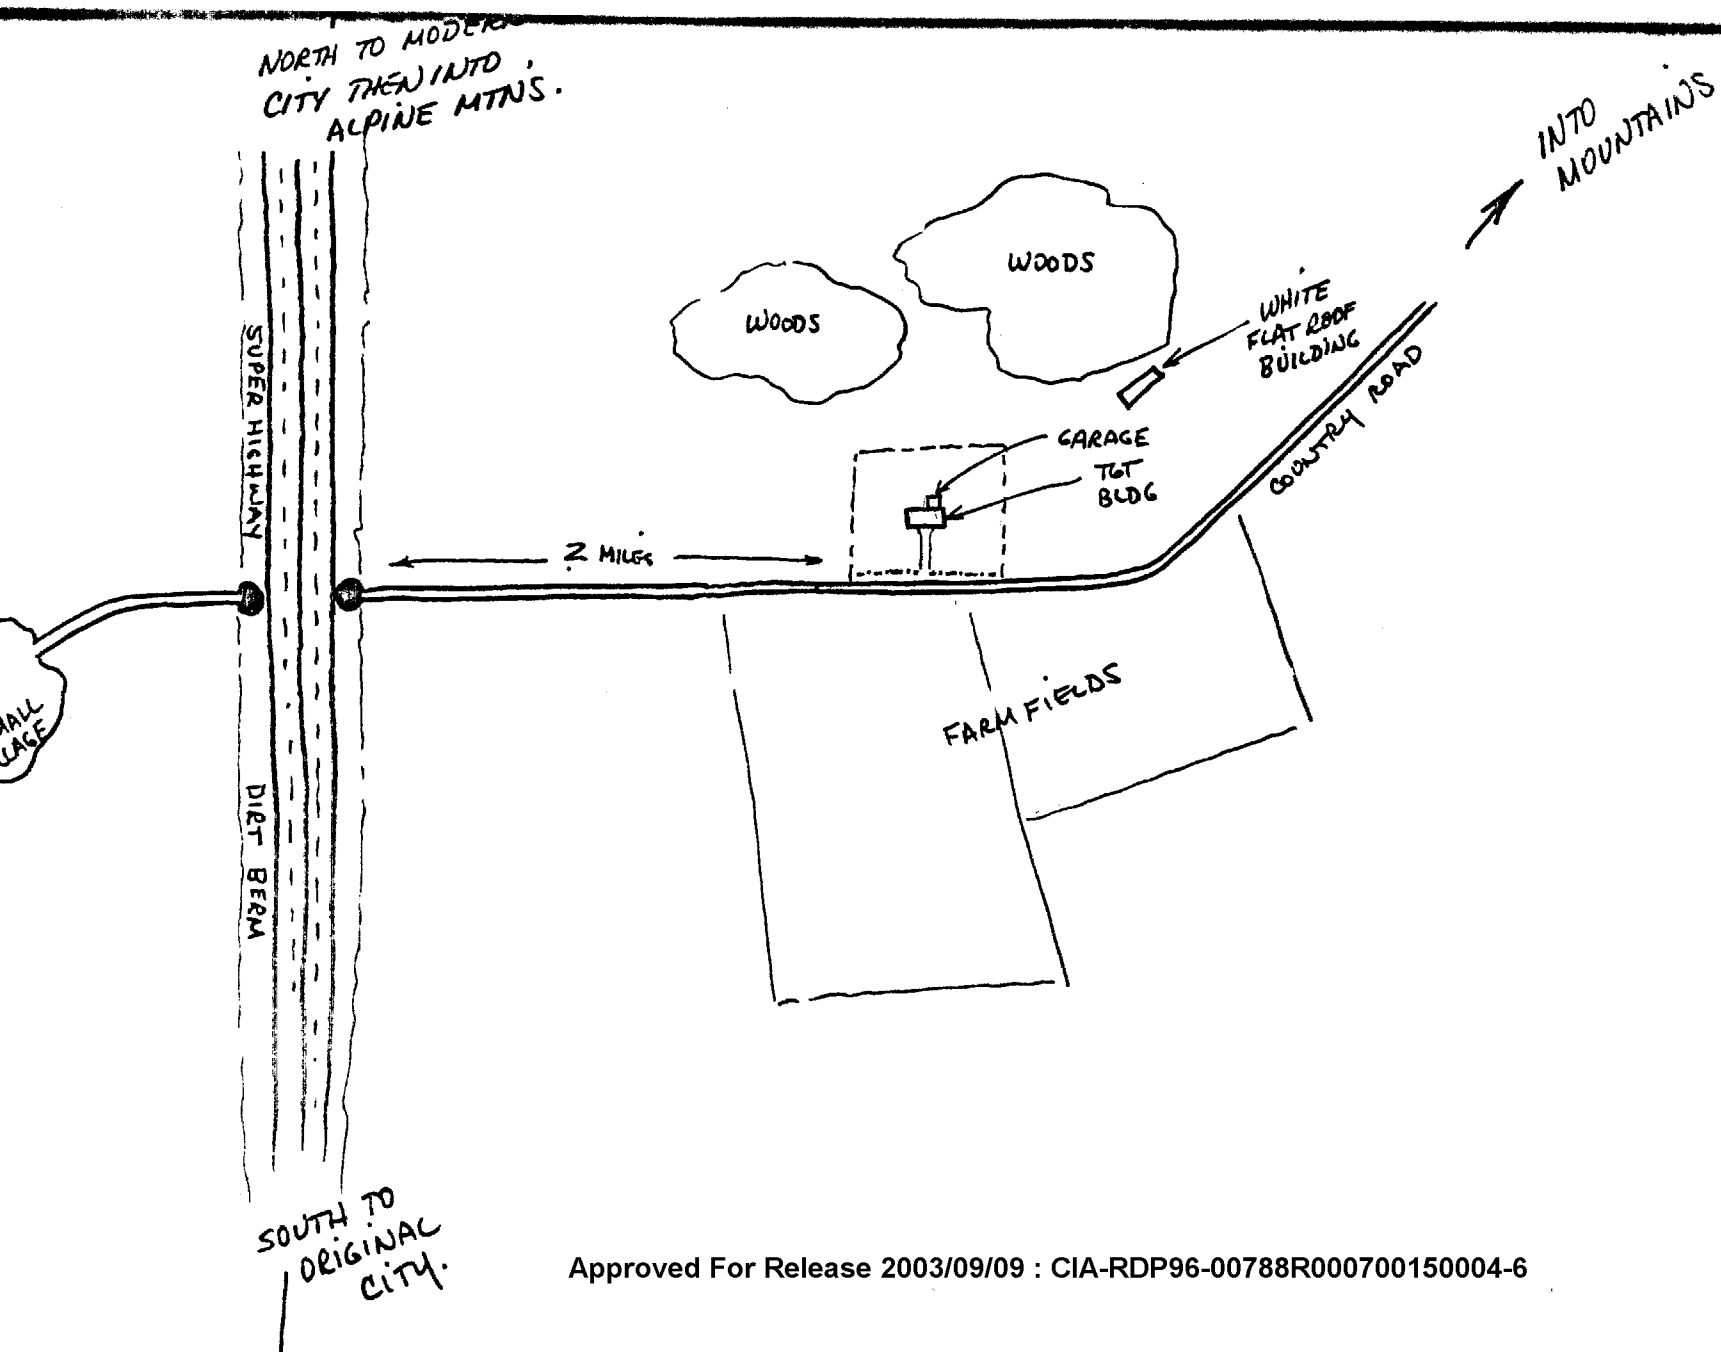 NORTH TO MODERN
CITY THEN INTO
ALPINE MTNS.
INTO
MOUNTAINS
WOODS
WOODS
WHITE
FLAT ROOF
BUILDING
COUNTRY ROAD
GARAGE
TGT
BLDG
2 MILES
SUPER HIGHWAY
FARM FIELDS
MALL
LLAGE
DIRT BERM
SOUTH TO
ORIGINAL
CITY.
Approved For Release 2003/09/09 : CIA-RDP96-00788R000700150004-6